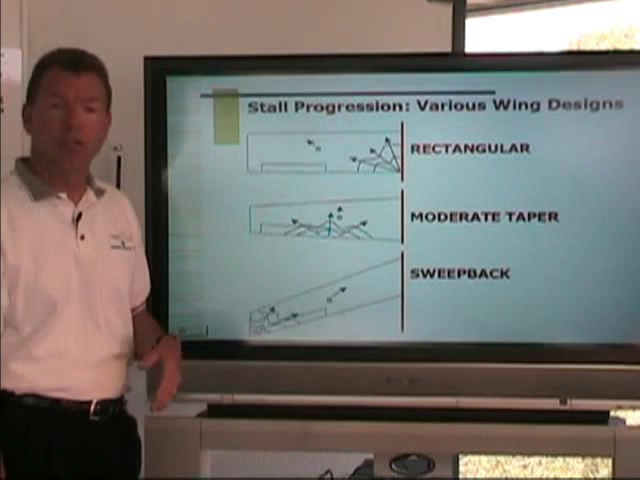 Stall Progression: Various Wing Designs
RECTANGULAR
MODERATE TAPER
SWEEPBACK